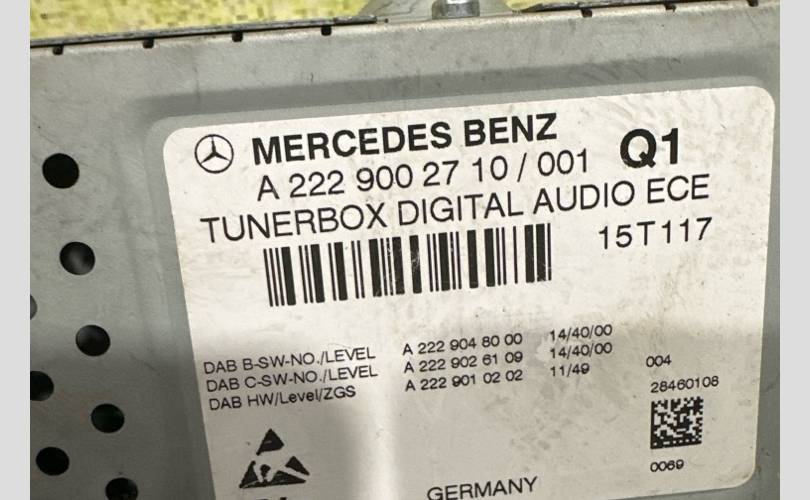 MERCEDES BENZ Q1
A 222 900 27 10 / 001
TUNERBOX DIGITAL AUDIO ECE
15T117
DAB B-SW-NO./LEVEL A 222 904 80 00 14/40/00
DAB C-SW-NO./LEVEL A 222 902 61 09 14/40/00
DAB HW/Level/ZGS A 222 901 02 02 11/49
004
28460108
0069
GERMANY